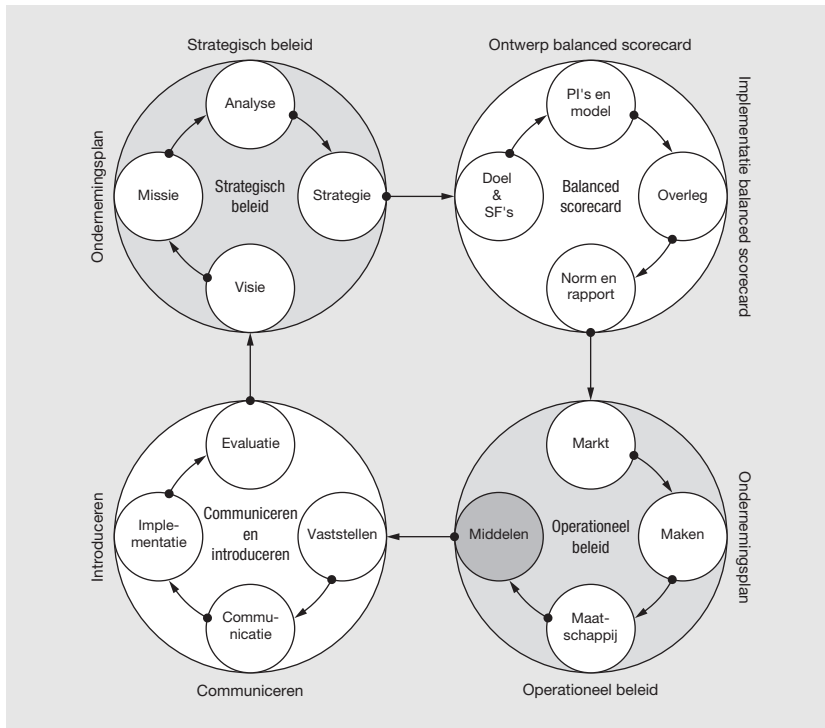 Strategisch beleid
Ondernemingsplan
Analyse
Missie
Strategisch
beleid
Strategie
Visie
Ontwerp balanced scorecard
Implementatie balanced scorecard
PI's en
model
Doel
&
SF's
Balanced
scorecard
Overleg
Norm en
rapport
Introduceren
Evaluatie
Imple-
mentatie
Communiceren
en
introduceren
Vaststellen
Commu-
nicatie
Communiceren
Markt
Middelen
Operationeel
beleid
Maken
Maat-
schappij
Ondernemingsplan
Operationeel beleid